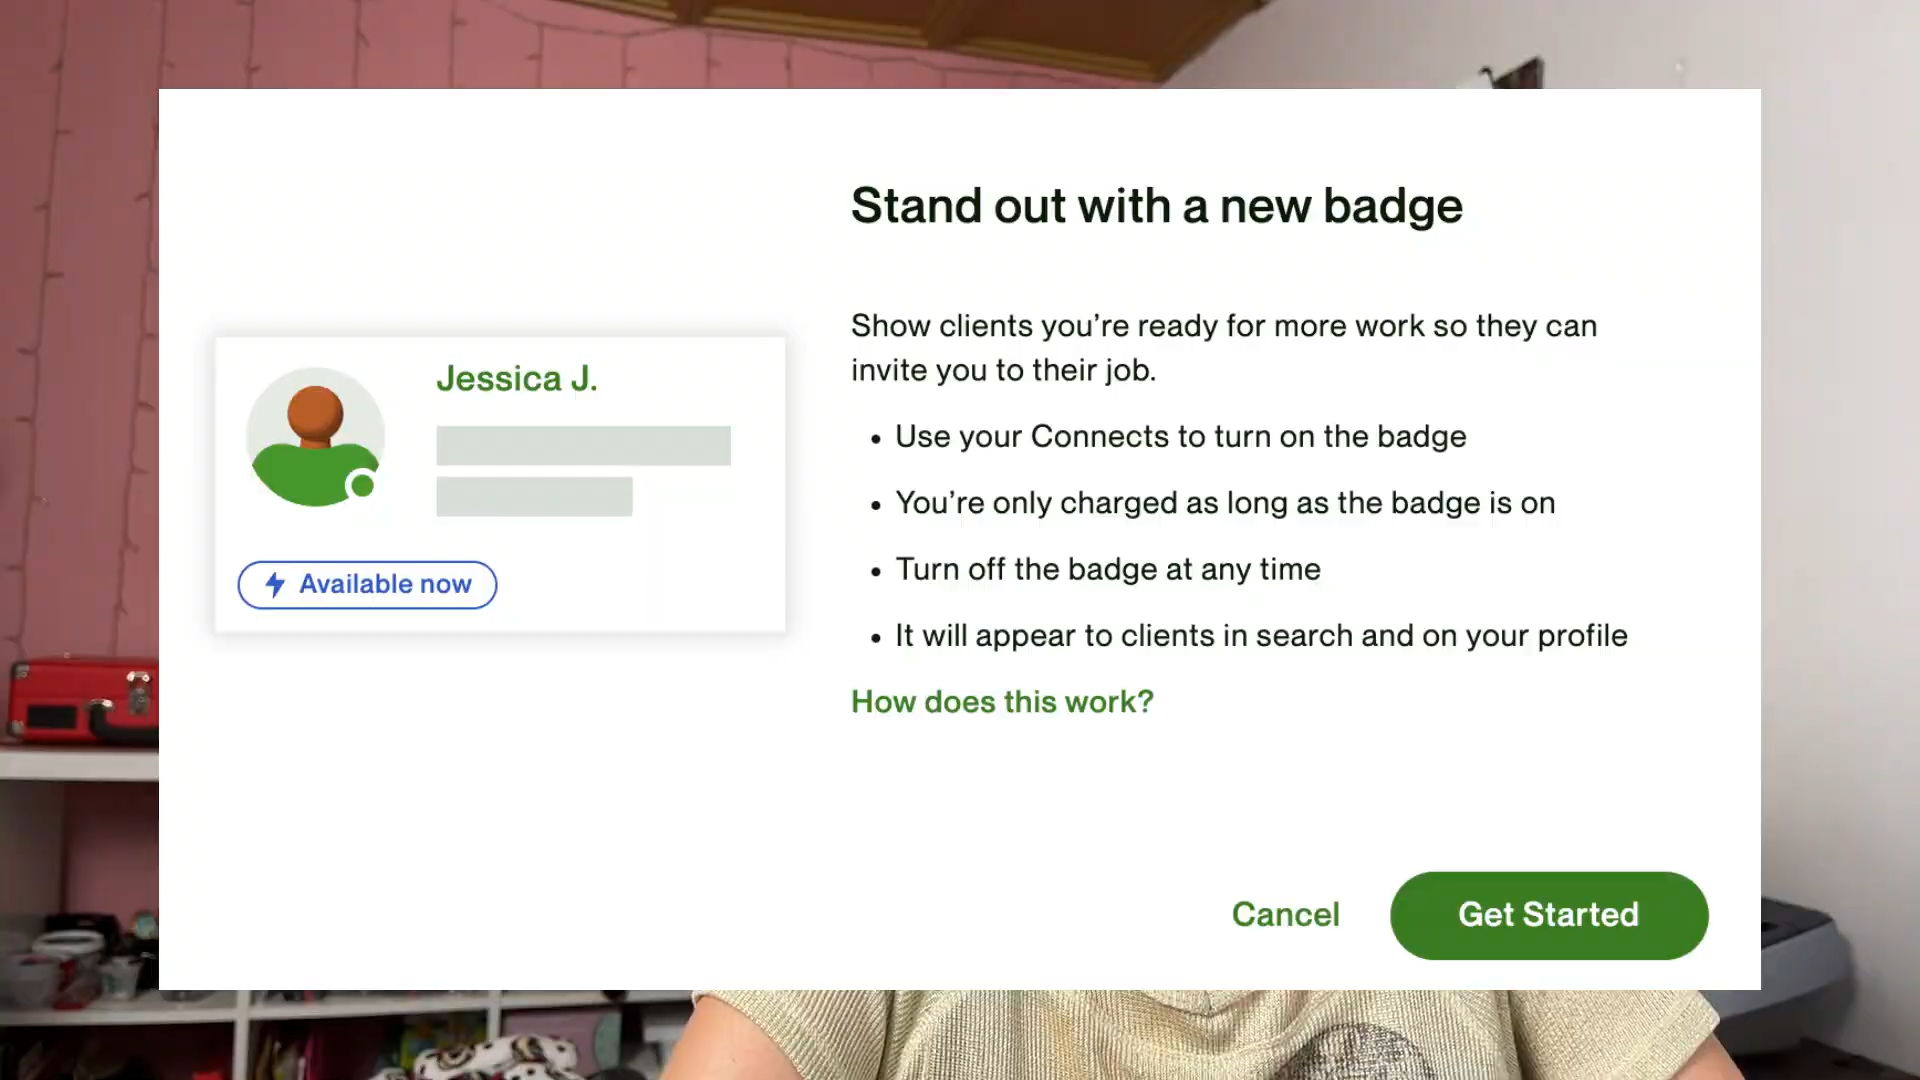 Stand out with a new badge
Show clients you’re ready for more work so they can
invite you to their job.
• Use your Connects to turn on the badge
• You’re only charged as long as the badge is on
• Turn off the badge at any time
• It will appear to clients in search and on your profile
How does this work?
Jessica J.
Available now
Cancel
Get Started